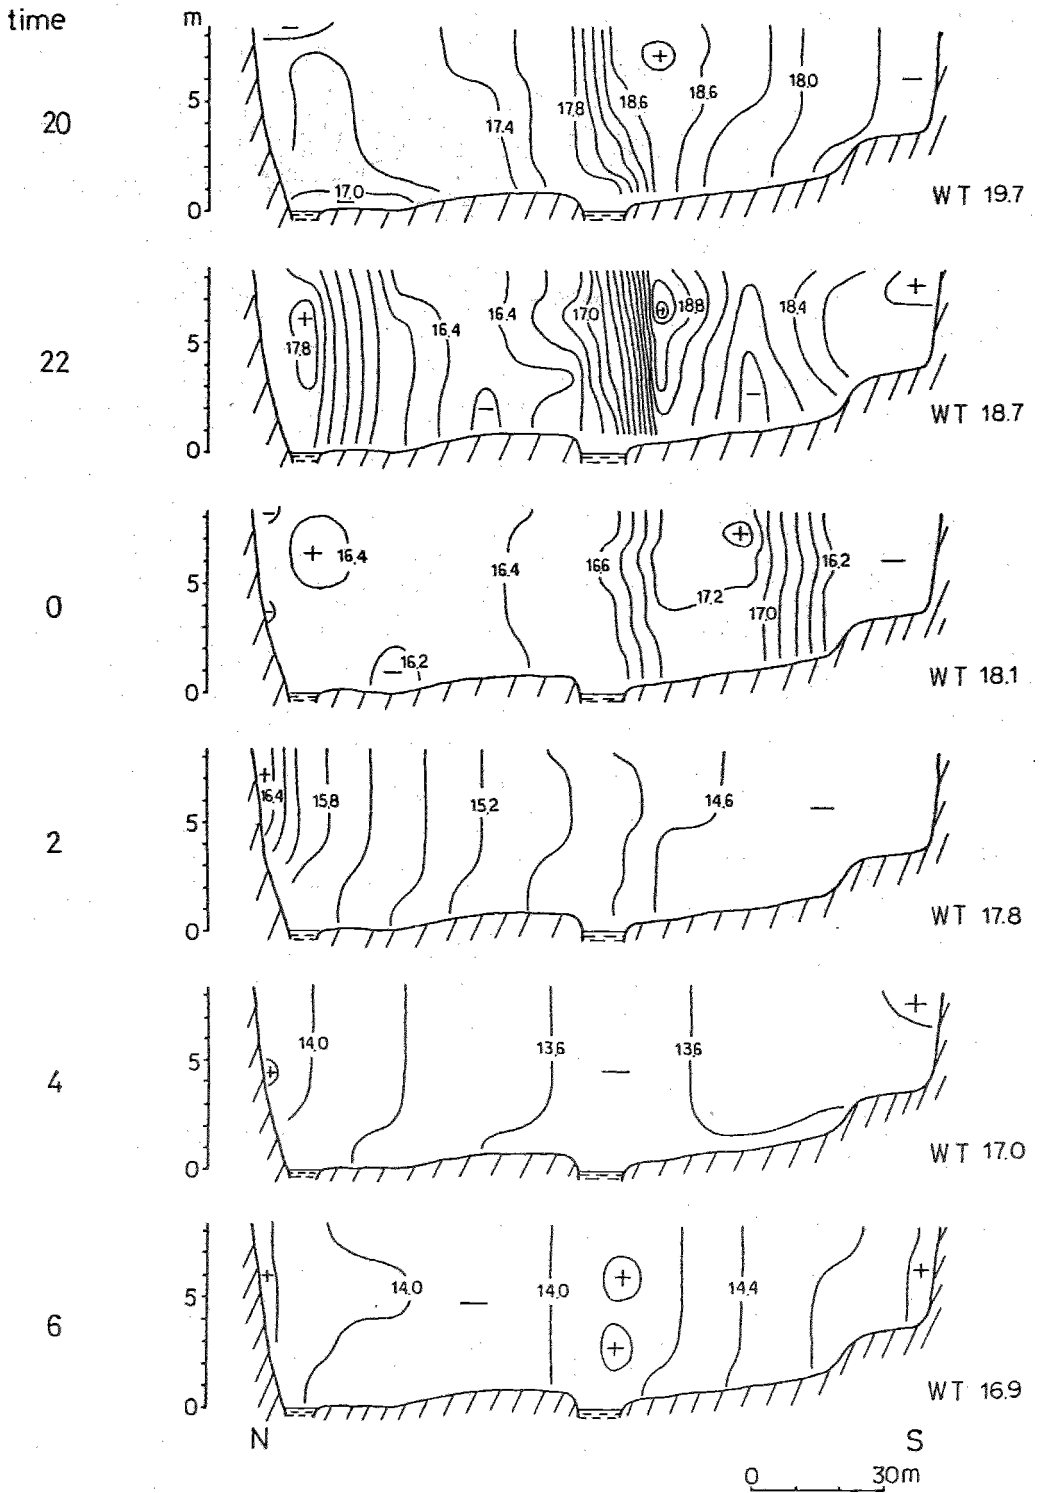 time m
5
20 17.4 17.8 18.6 + 18.6 18.0 −
17.0
0 WT 19.7
+ 17.8 16.4 16.4 17.0 + 18.8 18.4 +
22 5
− −
0 WT 18.7
− + 16.4 16.4 16.6 + 16.2 −
0 5
17.2 17.0
− 16.2
0 WT 18.1
+
16.4 15.8 15.2 14.6 −
2 5
0 WT 17.8
+
14.0 13.6 13.6
4 5 + −
0 WT 17.0
+ 14.0 − 14.0 + 14.4 +
6 5
+
0 WT 16.9
N S
0 30m